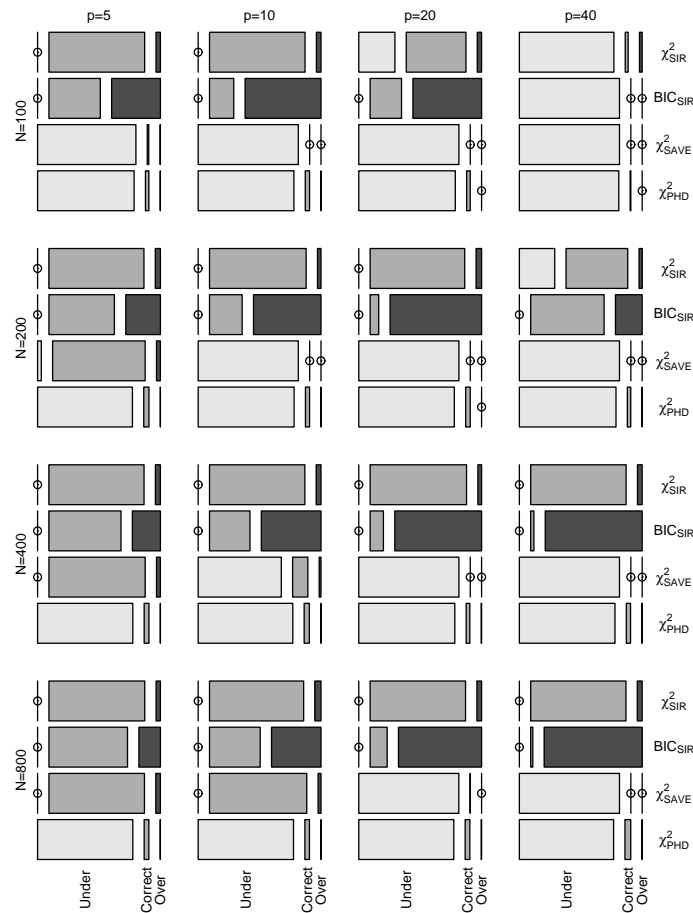 p=5 p=10 p=20 p=40
N=100
χ²SIR
BICSIR
χ²SAVE
χ²PHD
N=200
χ²SIR
BICSIR
χ²SAVE
χ²PHD
N=400
χ²SIR
BICSIR
χ²SAVE
χ²PHD
N=800
χ²SIR
BICSIR
χ²SAVE
χ²PHD
Under Correct Over Under Correct Over Under Correct Over Under Correct Over